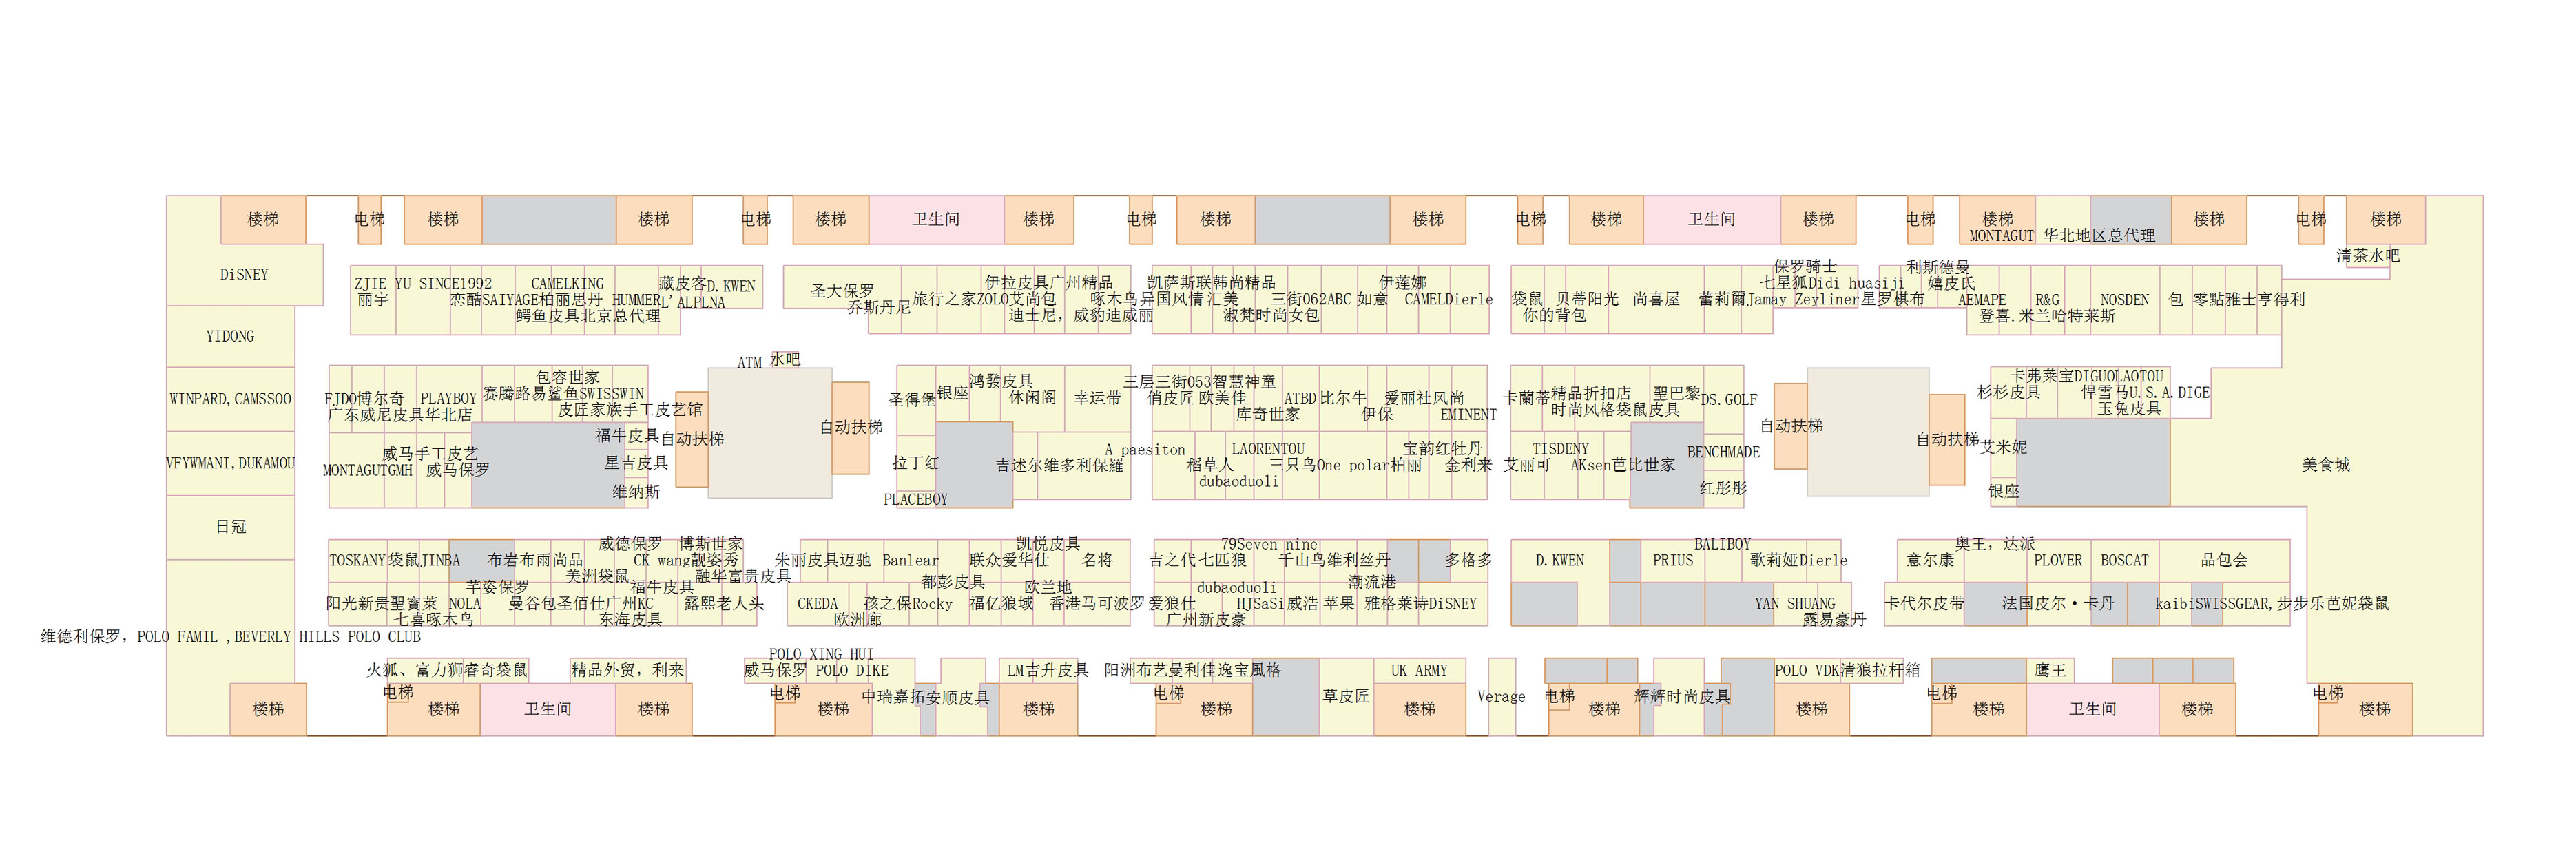 楼梯 电梯 楼梯 楼梯 电梯 楼梯 卫生间 楼梯 电梯 楼梯 楼梯 电梯 楼梯 卫生间 楼梯 电梯 楼梯 楼梯 电梯 楼梯
MONTAGUT 华北地区总代理
清茶水吧
DiSNEY
YIDONG
WINPARD,CAMSSOO
VFYWMANI,DUKAMOU
日冠
维德利保罗，POLO FAMIL ,BEVERLY HILLS POLO CLUB
ZJIE YU SINCE1992 CAMELKING 藏皮客D.KWEN
丽宇 恋酷SAIYAGE柏丽思丹 HUMMERL'ALPLNA
鳄鱼皮具北京总代理
圣大保罗 伊拉皮具广州精品
乔斯丹尼 旅行之家ZOLO艾尚包 啄木鸟
迪士尼，威豹迪威丽
凯萨斯联韩尚精品 伊莲娜
异国风情汇美 三街062ABC 如意 CAMELDierle
淑梵时尚女包
保罗骑士
七星狐Didi huasiji
袋鼠 贝蒂阳光 尚喜屋 蕾莉爾Jamay Zeyliner星罗棋布
你的背包
利斯德曼
嬉皮氏
AEMAPE R&G NOSDEN 包 零點雅士亨得利
登喜.米兰哈特莱斯
ATM 水吧
包容世家
FJDO博尔奇 PLAYBOY 赛腾路易鲨鱼SWISSWIN
广东威尼皮具华北店 皮匠家族手工皮艺馆
福牛皮具
威马手工皮艺
MONTAGUTGMH 威马保罗 星吉皮具
维纳斯
自动扶梯 自动扶梯
鸿發皮具
圣得堡 银座 休闲阁 幸运带
拉丁红 吉述尔维多利保羅
A paesiton
PLACEBOY
三层三街053智慧神童
俏皮匠 欧美佳 ATBD比尔牛 爱丽社风尚
库奇世家 伊保 EMINENT
LAORENTOU 宝韵红牡丹
稻草人 三只鸟One polar柏丽 金利来
dubaoduoli
卡蘭蒂精品折扣店 聖巴黎 DS.GOLF
时尚风格袋鼠皮具
TISDENY BENCHMADE
艾丽可 AKsen芭比世家
红彤彤
自动扶梯 自动扶梯
卡弗莱宝DIGUOLAOTOU
杉杉皮具 悍雪马U.S.A.DIGE
玉兔皮具
艾米妮
银座
美食城
威德保罗 博斯世家
TOSKANY袋鼠JINBA 布岩布雨尚品 CK wang靓姿秀
美洲袋鼠 融华富贵皮具
芊姿保罗 福牛皮具
阳光新贵聖賓萊 NOLA 曼谷包圣佰仕广州KC 露熙老人头
七喜啄木鸟 东海皮具
凯悦皮具
朱丽皮具迈驰 Banlear 联众爱华仕 名将
都彭皮具 欧兰地
CKEDA 孩之保Rocky 福亿狼域 香港马可波罗
欧洲廊
79Seven nine
吉之代七匹狼 千山鸟维利丝丹 多格多
dubaoduoli 潮流港
爱狼仕 HJSaSi威浩 苹果 雅格莱诗DiSNEY
广州新皮豪
BALIBOY
D.KWEN PRIUS 歌莉娅Dierle
YAN SHUANG
露易豪丹
奥王，达派
意尔康 PLOVER BOSCAT 品包会
卡代尔皮带 法国皮尔·卡丹 kaibiSWISSGEAR,步步乐芭妮袋鼠
火狐、富力狮睿奇袋鼠 精品外贸，利来
POLO XING HUI
威马保罗 POLO DIKE LM吉升皮具 阳洲布艺曼利佳逸宝風格 UK ARMY
中瑞嘉拓安顺皮具 草皮匠 Verage
POLO VDK清狼拉杆箱 鹰王
辉辉时尚皮具
电梯 电梯 电梯 电梯 电梯 电梯
楼梯 楼梯 卫生间 楼梯 楼梯 楼梯 楼梯 楼梯 楼梯 楼梯 楼梯 卫生间 楼梯 楼梯